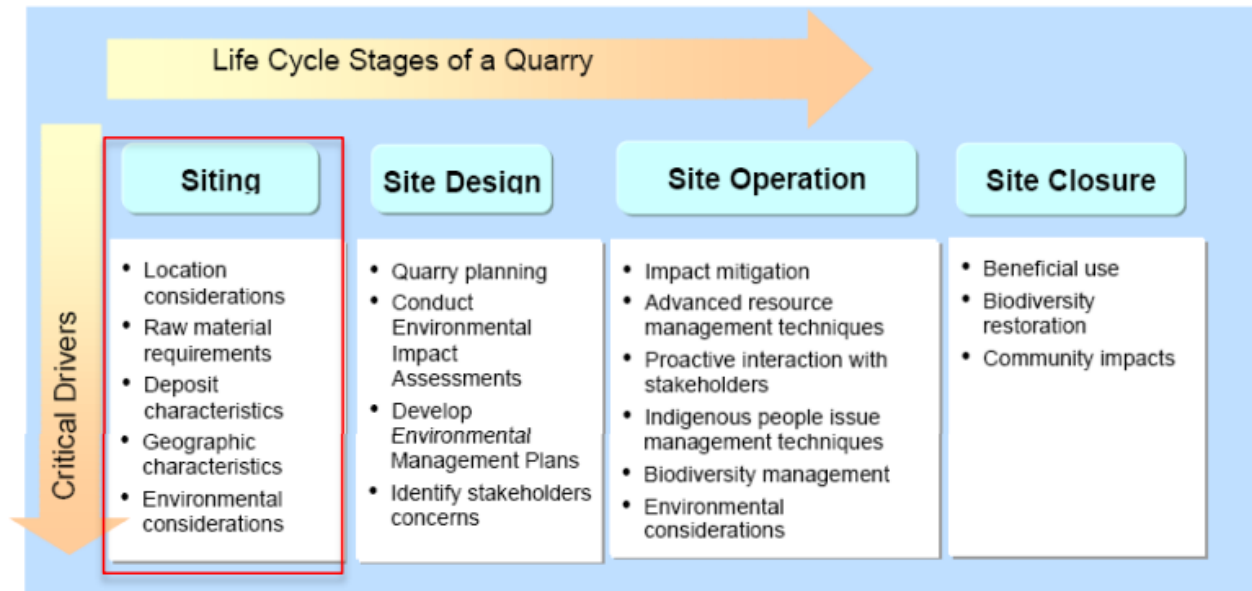 Life Cycle Stages of a Quarry
Critical Drivers
Siting
• Location
considerations
• Raw material
requirements
• Deposit
characteristics
• Geographic
characteristics
• Environmental
considerations
Site Design
• Quarry planning
• Conduct
Environmental
Impact
Assessments
• Develop
Environmental
Management Plans
• Identify stakeholders
concerns
Site Operation
• Impact mitigation
• Advanced resource
management techniques
• Proactive interaction with
stakeholders
• Indigenous people issue
management techniques
• Biodiversity management
• Environmental
considerations
Site Closure
• Beneficial use
• Biodiversity
restoration
• Community impacts